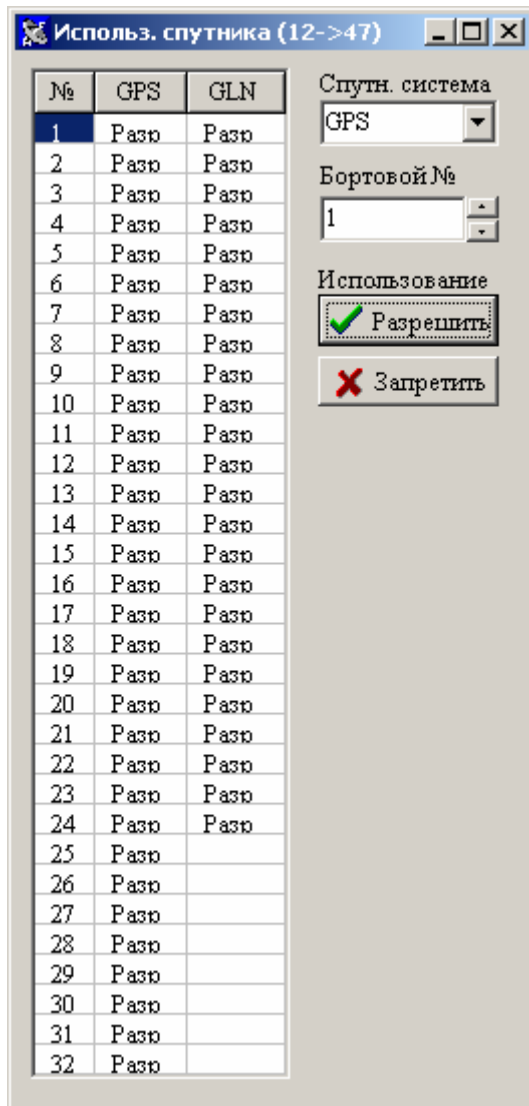 Использ. спутника (12->47)
№ GPS GLN
1 Разр Разр
2 Разр Разр
3 Разр Разр
4 Разр Разр
5 Разр Разр
6 Разр Разр
7 Разр Разр
8 Разр Разр
9 Разр Разр
10 Разр Разр
11 Разр Разр
12 Разр Разр
13 Разр Разр
14 Разр Разр
15 Разр Разр
16 Разр Разр
17 Разр Разр
18 Разр Разр
19 Разр Разр
20 Разр Разр
21 Разр Разр
22 Разр Разр
23 Разр Разр
24 Разр Разр
25 Разр
26 Разр
27 Разр
28 Разр
29 Разр
30 Разр
31 Разр
32 Разр
Спутн. система
GPS
Бортовой №
1
Использование
Разрешить
Запретить